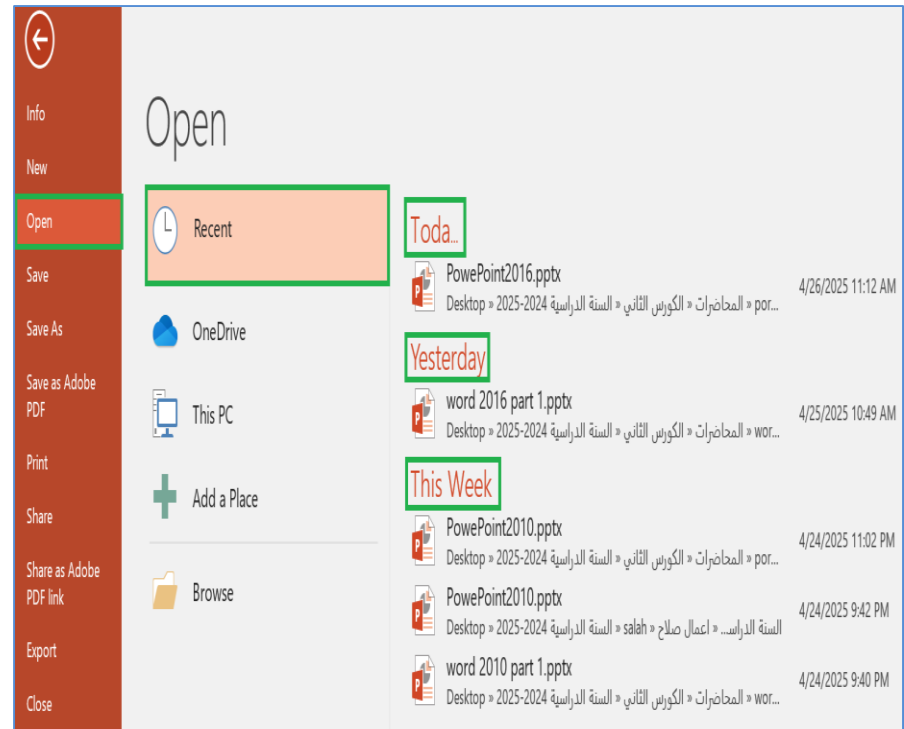 Info
New
Open
Save
Save As
Save as Adobe
PDF
Print
Share
Share as Adobe
PDF link
Export
Close
Open
Recent
OneDrive
This PC
Add a Place
Browse
Toda...
PowePoint2016.pptx
4/26/2025 11:12 AM
Desktop » 2025-2024 السنة الدراسية » الكورس الثاني » المحاضرات » por...
Yesterday
word 2016 part 1.pptx
4/25/2025 10:49 AM
Desktop » 2025-2024 السنة الدراسية » الكورس الثاني » المحاضرات » wor...
This Week
PowePoint2010.pptx
4/24/2025 11:02 PM
Desktop » 2025-2024 السنة الدراسية » الكورس الثاني » المحاضرات » por...
PowePoint2010.pptx
4/24/2025 9:42 PM
Desktop » 2025-2024 السنة الدراسية » salah » اعمال صلاح » السنة الدراسـ...
word 2010 part 1.pptx
4/24/2025 9:40 PM
Desktop » 2025-2024 السنة الدراسية » الكورس الثاني » المحاضرات » wor...